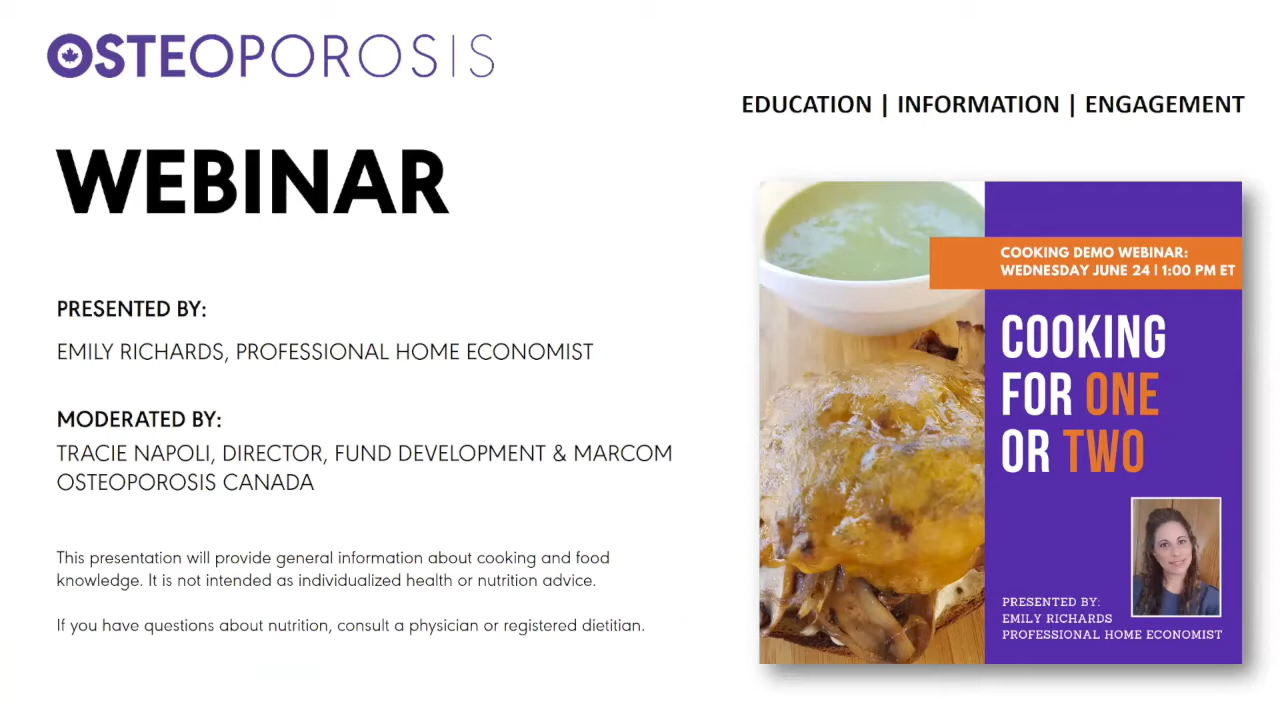 OSTEOPOROSIS
EDUCATION | INFORMATION | ENGAGEMENT
WEBINAR
PRESENTED BY:
EMILY RICHARDS, PROFESSIONAL HOME ECONOMIST
MODERATED BY:
TRACIE NAPOLI, DIRECTOR, FUND DEVELOPMENT & MARCOM
OSTEOPOROSIS CANADA
This presentation will provide general information about cooking and food
knowledge. It is not intended as individualized health or nutrition advice.
If you have questions about nutrition, consult a physician or registered dietitian.
COOKING DEMO WEBINAR:
WEDNESDAY JUNE 24 | 1:00 PM ET
COOKING
FOR ONE
OR TWO
PRESENTED BY:
EMILY RICHARDS
PROFESSIONAL HOME ECONOMIST